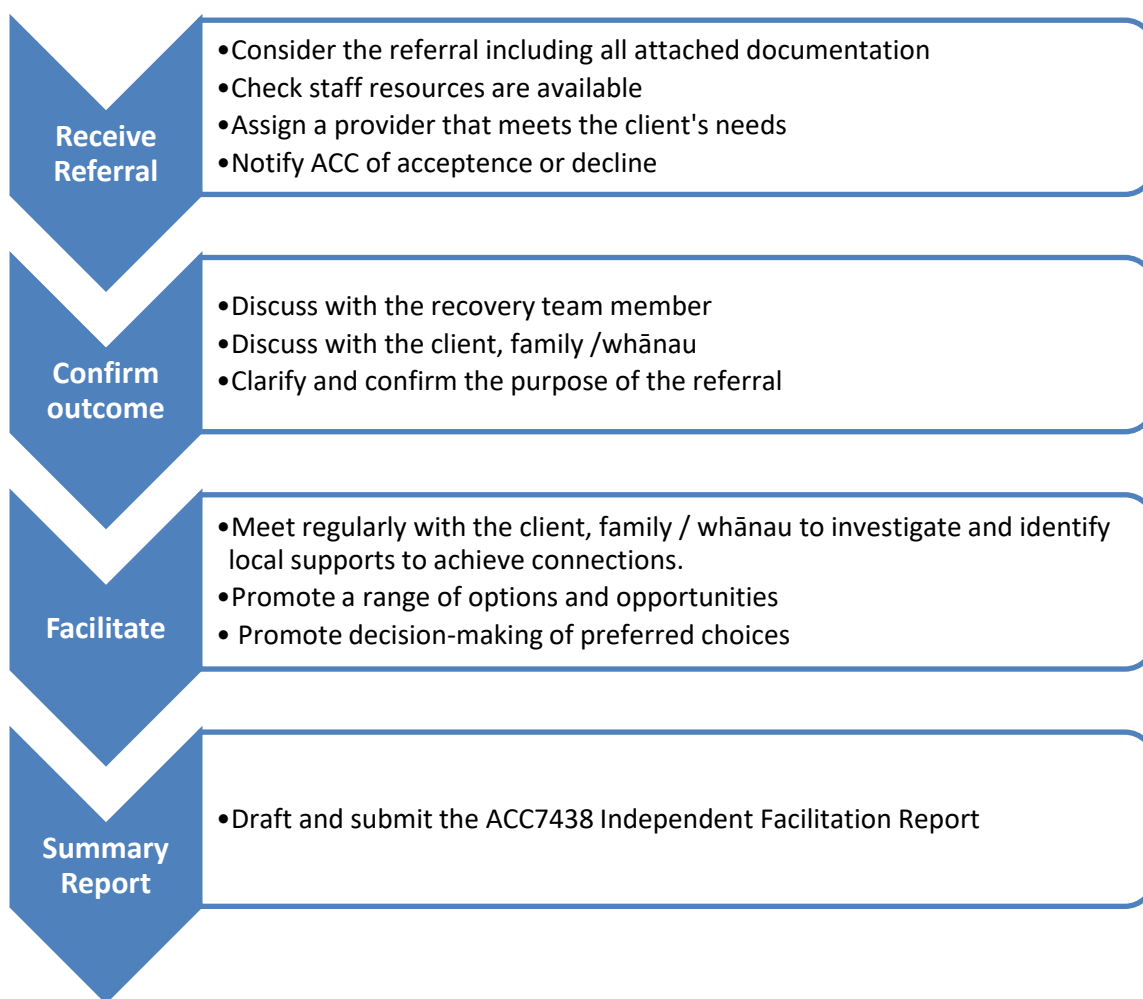 Receive
Referral
•Consider the referral including all attached documentation
•Check staff resources are available
•Assign a provider that meets the client's needs
•Notify ACC of acceptence or decline
Confirm
outcome
•Discuss with the recovery team member
•Discuss with the client, family /whānau
•Clarify and confirm the purpose of the referral
Facilitate
•Meet regularly with the client, family / whānau to investigate and identify
local supports to achieve connections.
•Promote a range of options and opportunities
• Promote decision-making of preferred choices
Summary
Report
•Draft and submit the ACC7438 Independent Facilitation Report